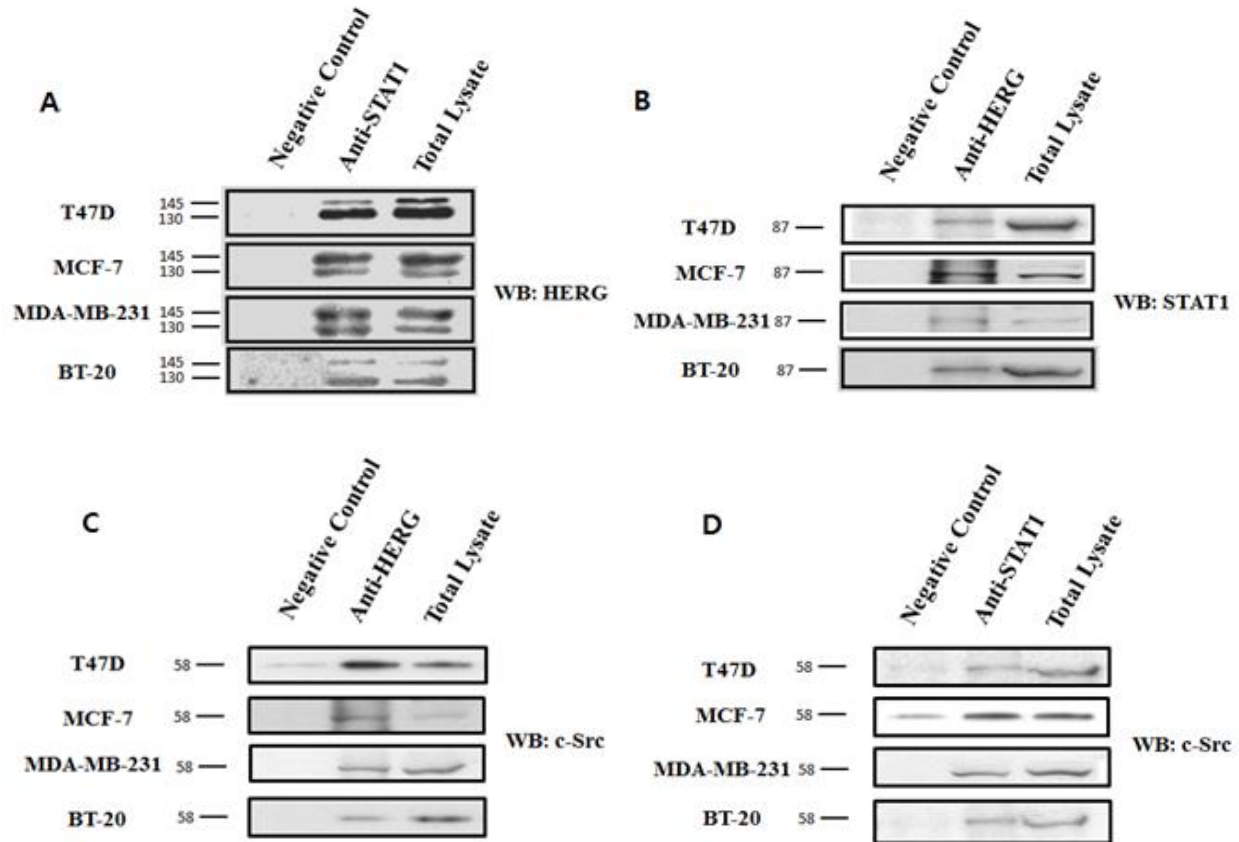 A
Negative Control
Anti-STAT1
Total Lysate
T47D
145
130
MCF-7
145
130
MDA-MB-231
145
130
BT-20
145
130
WB: HERG
B
Negative Control
Anti-HERG
Total Lysate
T47D 87
MCF-7 87
MDA-MB-231 87
BT-20 87
WB: STAT1
C
Negative Control
Anti-HERG
Total Lysate
T47D 58
MCF-7 58
MDA-MB-231 58
BT-20 58
WB: c-Src
D
Negative Control
Anti-STAT1
Total Lysate
T47D 58
MCF-7 58
MDA-MB-231 58
BT-20 58
WB: c-Src